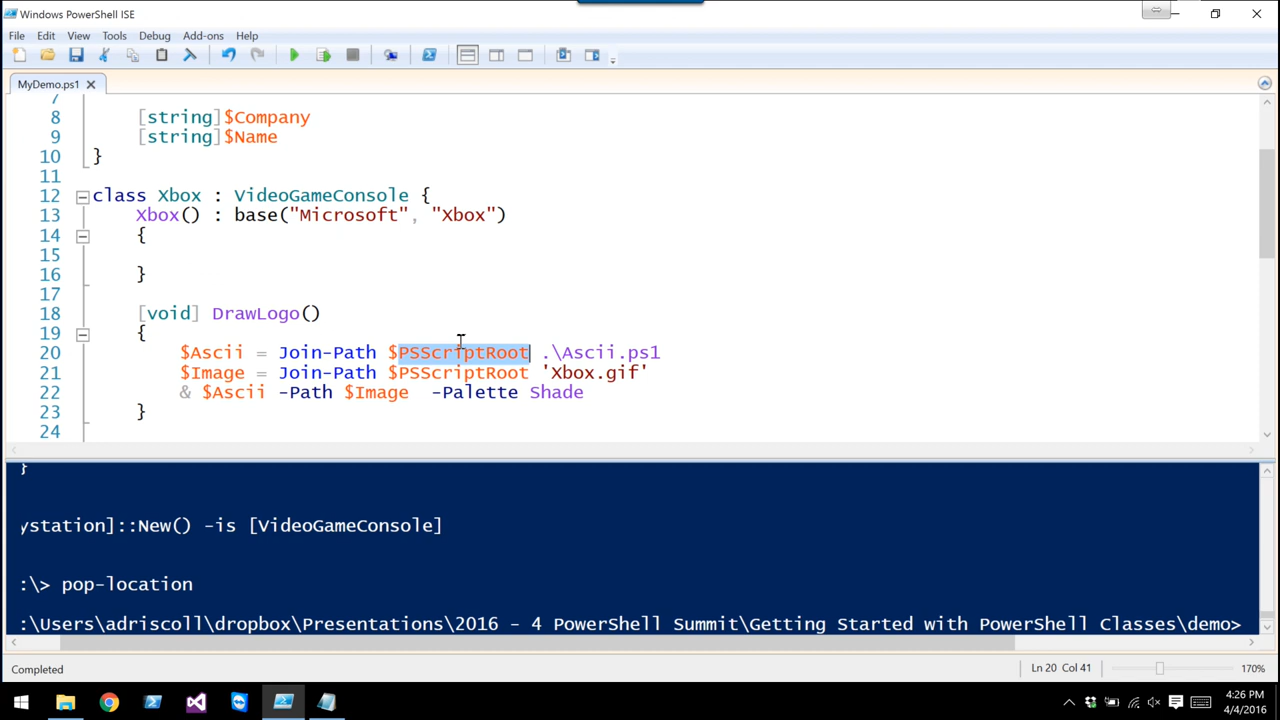 Windows PowerShell ISE
File Edit View Tools Debug Add-ons Help
MyDemo.ps1
7
8 [string]$Company
9 [string]$Name
10 }
11
12 class Xbox : VideoGameConsole {
13 Xbox() : base("Microsoft", "Xbox")
14 {
15
16 }
17
18 [void] DrawLogo()
19 {
20 $Ascii = Join-Path $PSScriptRoot .\Ascii.ps1
21 $Image = Join-Path $PSScriptRoot 'Xbox.gif'
22 & $Ascii -Path $Image -Palette Shade
23 }
24
}
ystation]::New() -is [VideoGameConsole]
:\> pop-location
:\Users\adriscoll\dropbox\Presentations\2016 - 4 PowerShell Summit\Getting Started with PowerShell Classes\demo>
Completed
Ln 20 Col 41
170%
4:26 PM
4/4/2016